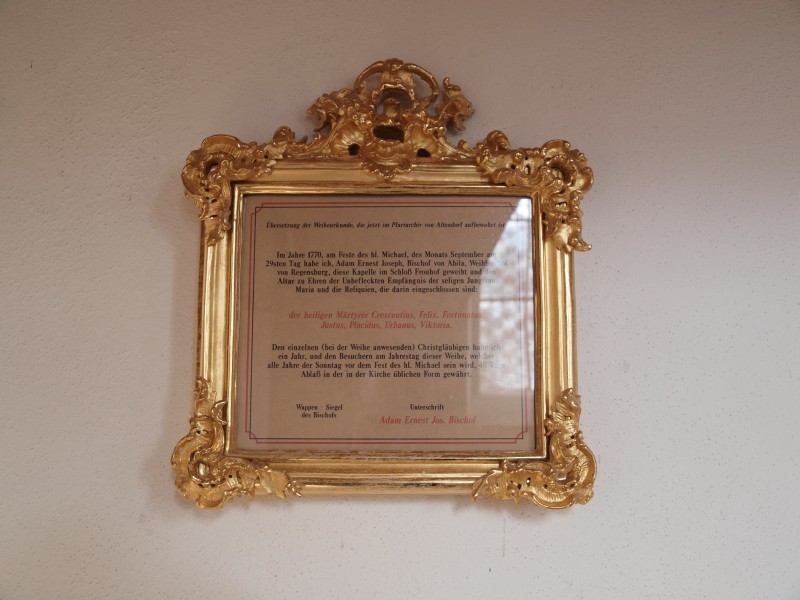 Übersetzung der Weiheurkunde, die jetzt im Pfarrarchiv von Altendorf aufbewahrt
Im Jahre 1770, am Feste des hl. Michael, des Monats September am
29sten Tag habe ich, Adam Ernest Joseph, Bischof von Abila,
von Regensburg, diese Kapelle im Schloß Fronhof geweiht und den
Altar zu Ehren der Unbefleckten Empfängnis der seligen Jungfrau
Maria und die Reliquien, die darin eingeschlossen sind:
der heiligen Märtyrer Crescentius, Felix, Fortunatus,
Justus, Placidus, Urbanus, Viktoria.
Den einzelnen (bei der Weihe anwesenden) Christgläubigen habe ich
ein Jahr, und den Besuchern am Jahrestag dieser Weihe, welcher
alle Jahre der Sonntag vor dem Fest des hl. Michael sein wird,
Ablaß in der in der Kirche üblichen Form gewährt.
Wappen - Siegel
des Bischofs
Unterschrift
Adam Ernest Jos. Bischof